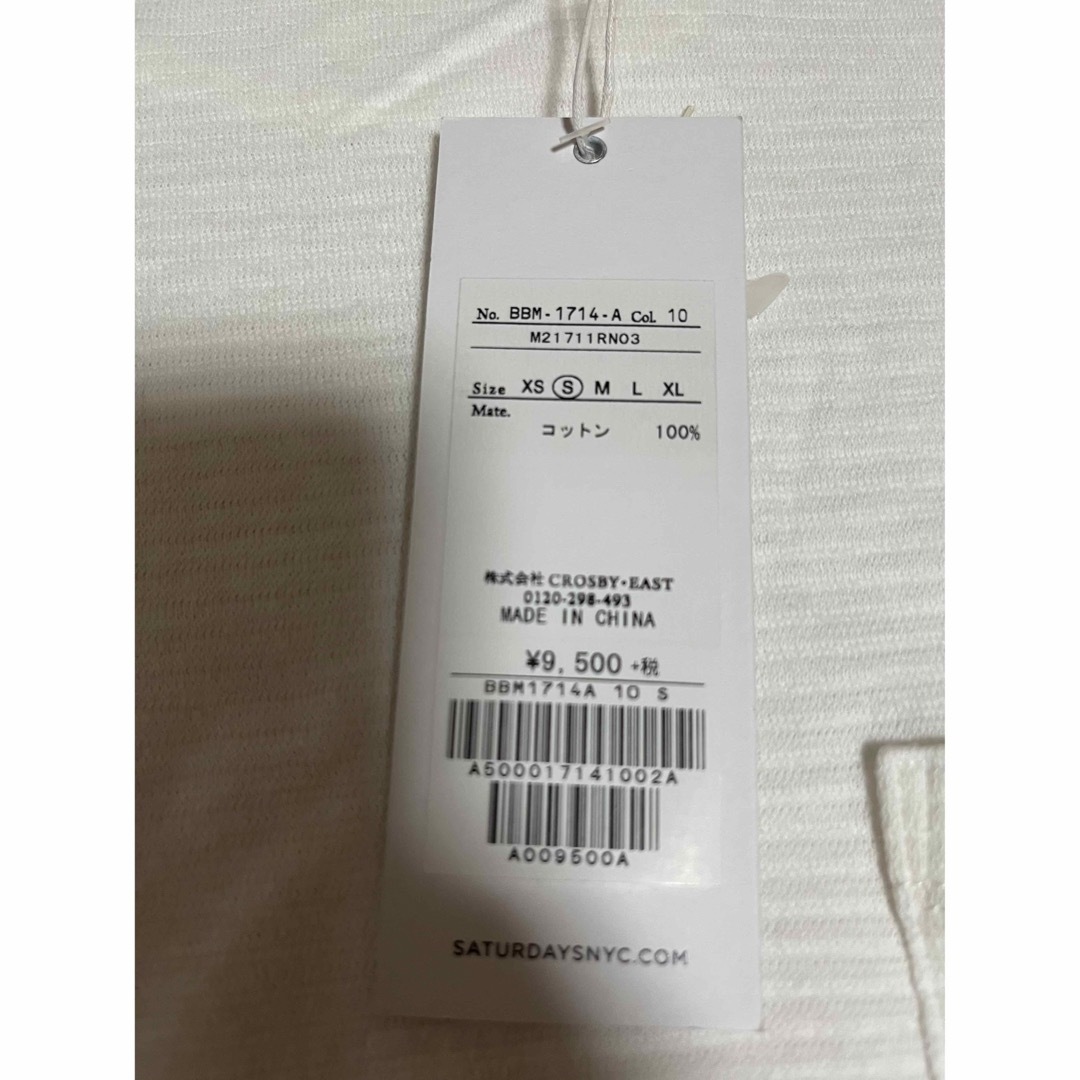 No. BBM-1714-A Col. 10
M21711RN03
Size XS S M L XL
Mate.
コットン 100%
株式会社 CROSBY・EAST
0120-298-493
MADE IN CHINA
¥9,500 +税
BBM1714A 10 S
A500017141002A
A009500A
SATURDAYSNYC.COM